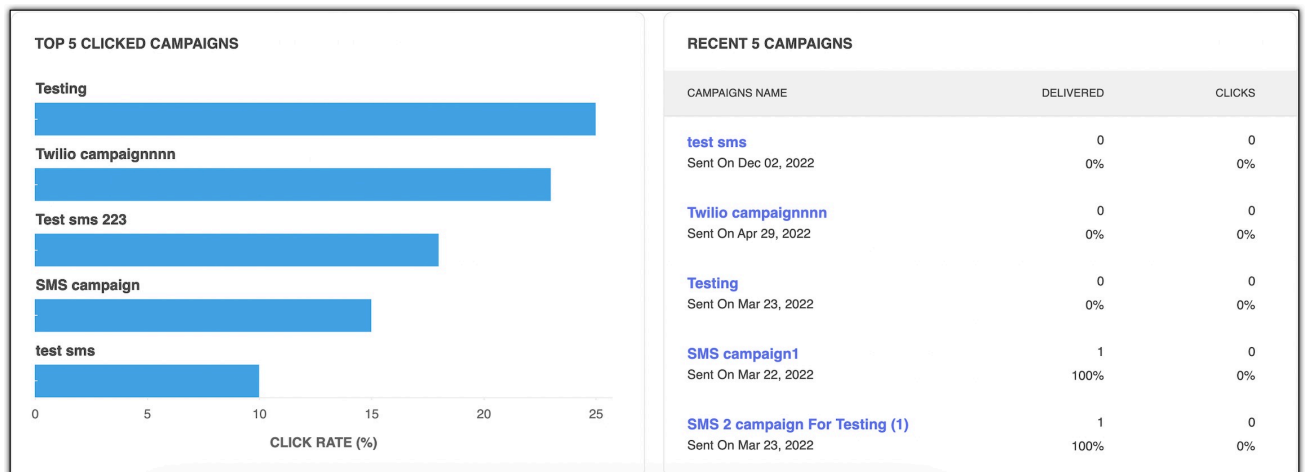 TOP 5 CLICKED CAMPAIGNS
Testing
Twilio campaignnnn
Test sms 223
SMS campaign
test sms
0 5 10 15 20 25
CLICK RATE (%)
RECENT 5 CAMPAIGNS
CAMPAIGNS NAME DELIVERED CLICKS
test sms 0 0
Sent On Dec 02, 2022 0% 0%
Twilio campaignnnn 0 0
Sent On Apr 29, 2022 0% 0%
Testing 0 0
Sent On Mar 23, 2022 0% 0%
SMS campaign1 1 0
Sent On Mar 22, 2022 100% 0%
SMS 2 campaign For Testing (1) 1 0
Sent On Mar 23, 2022 100% 0%